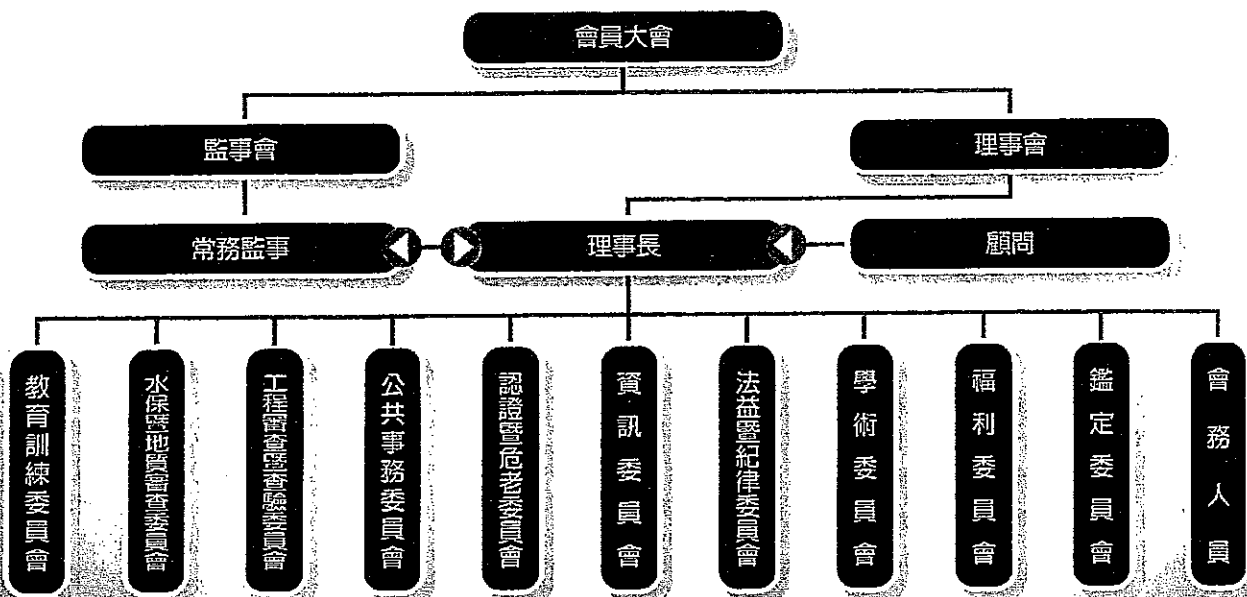 會員大會
監事會
理事會
常務監事
理事長
顧問
教育訓練委員會
水保暨地質審查委員會
工程審查暨查驗委員會
公共事務委員會
認證暨危老委員會
資訊委員會
法益暨紀律委員會
學術委員會
福利委員會
鑑定委員會
會務人員